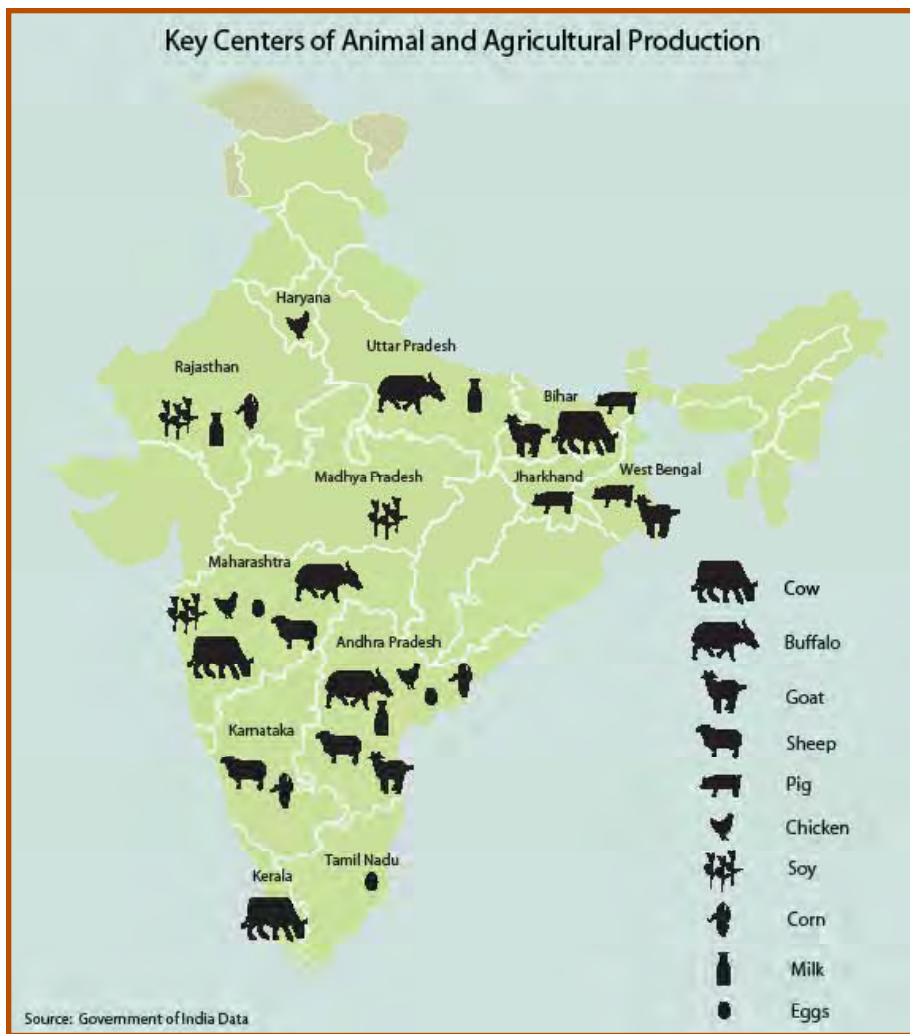 Key Centers of Animal and Agricultural Production
Haryana
Uttar Pradesh
Rajasthan
Bihar
Madhya Pradesh
Jharkhand
West Bengal
Maharashtra
Andhra Pradesh
Karnataka
Tamil Nadu
Kerala
Cow
Buffalo
Goat
Sheep
Pig
Chicken
Soy
Corn
Milk
Eggs
Source: Government of India Data